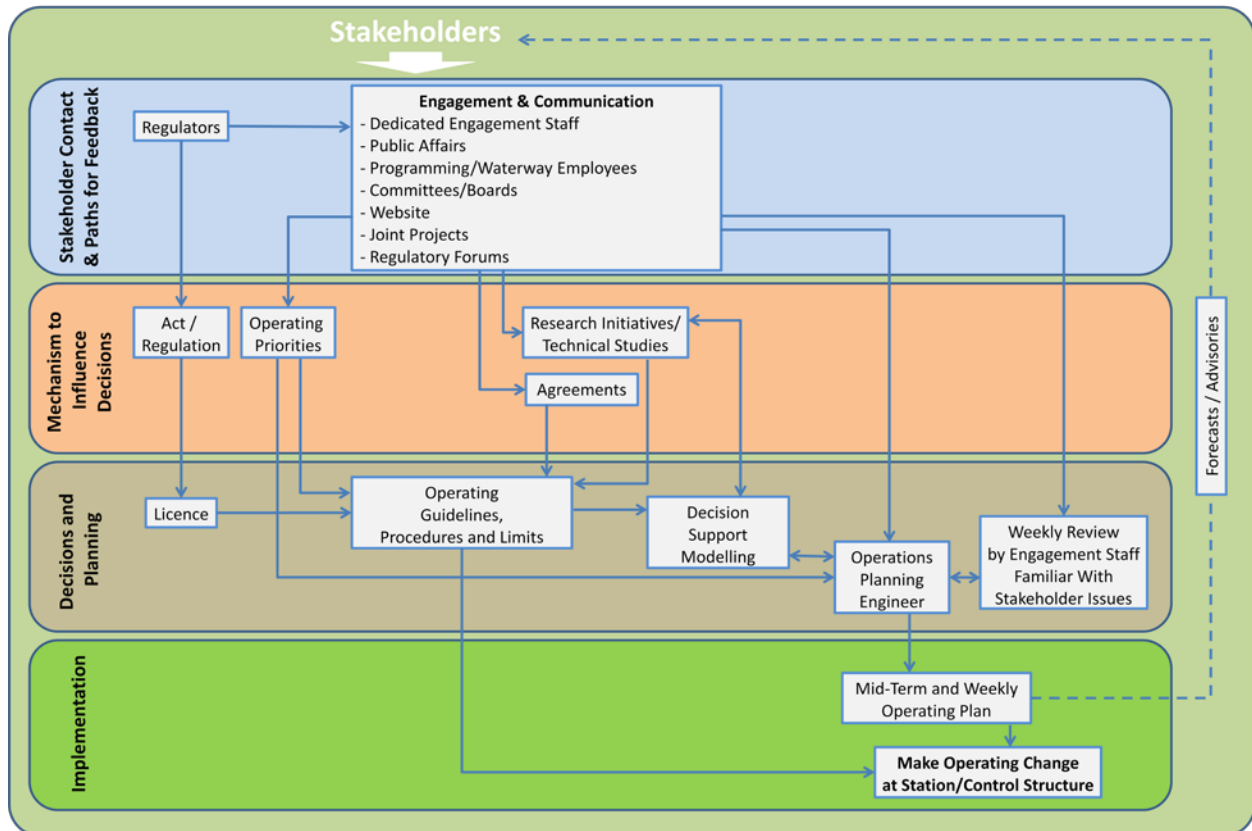 Stakeholders
Stakeholder Contact
& Paths for Feedback
Regulators
Engagement & Communication
- Dedicated Engagement Staff
- Public Affairs
- Programming/Waterway Employees
- Committees/Boards
- Website
- Joint Projects
- Regulatory Forums
Mechanism to
Influence
Decisions
Act /
Regulation
Operating
Priorities
Research Initiatives/
Technical Studies
Agreements
Forecasts / Advisories
Decisions and
Planning
Licence
Operating
Guidelines,
Procedures and Limits
Decision
Support
Modelling
Operations
Planning
Engineer
Weekly Review
by Engagement Staff
Familiar With
Stakeholder Issues
Implementation
Mid-Term and Weekly
Operating Plan
Make Operating Change
at Station/Control Structure